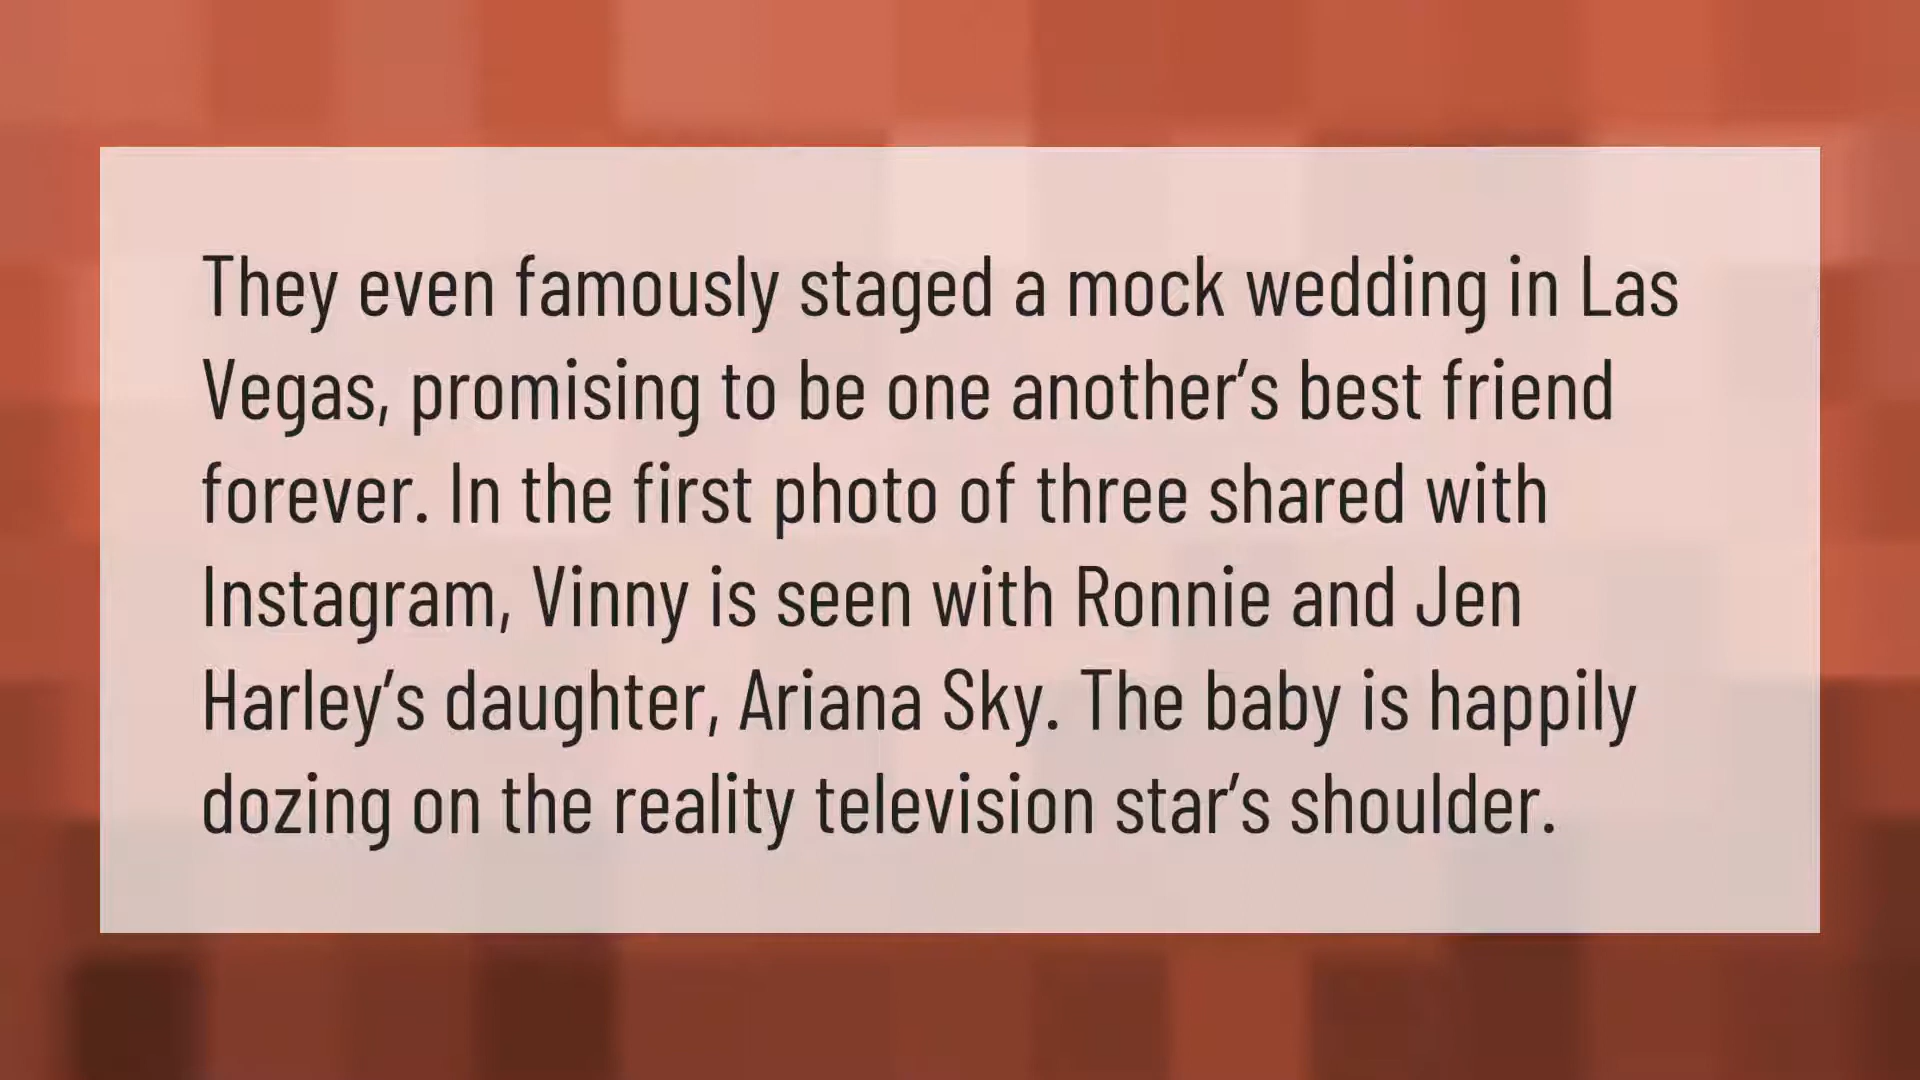 They even famously staged a mock wedding in Las
Vegas, promising to be one another’s best friend
forever. In the first photo of three shared with
Instagram, Vinny is seen with Ronnie and Jen
Harley’s daughter, Ariana Sky. The baby is happily
dozing on the reality television star’s shoulder.